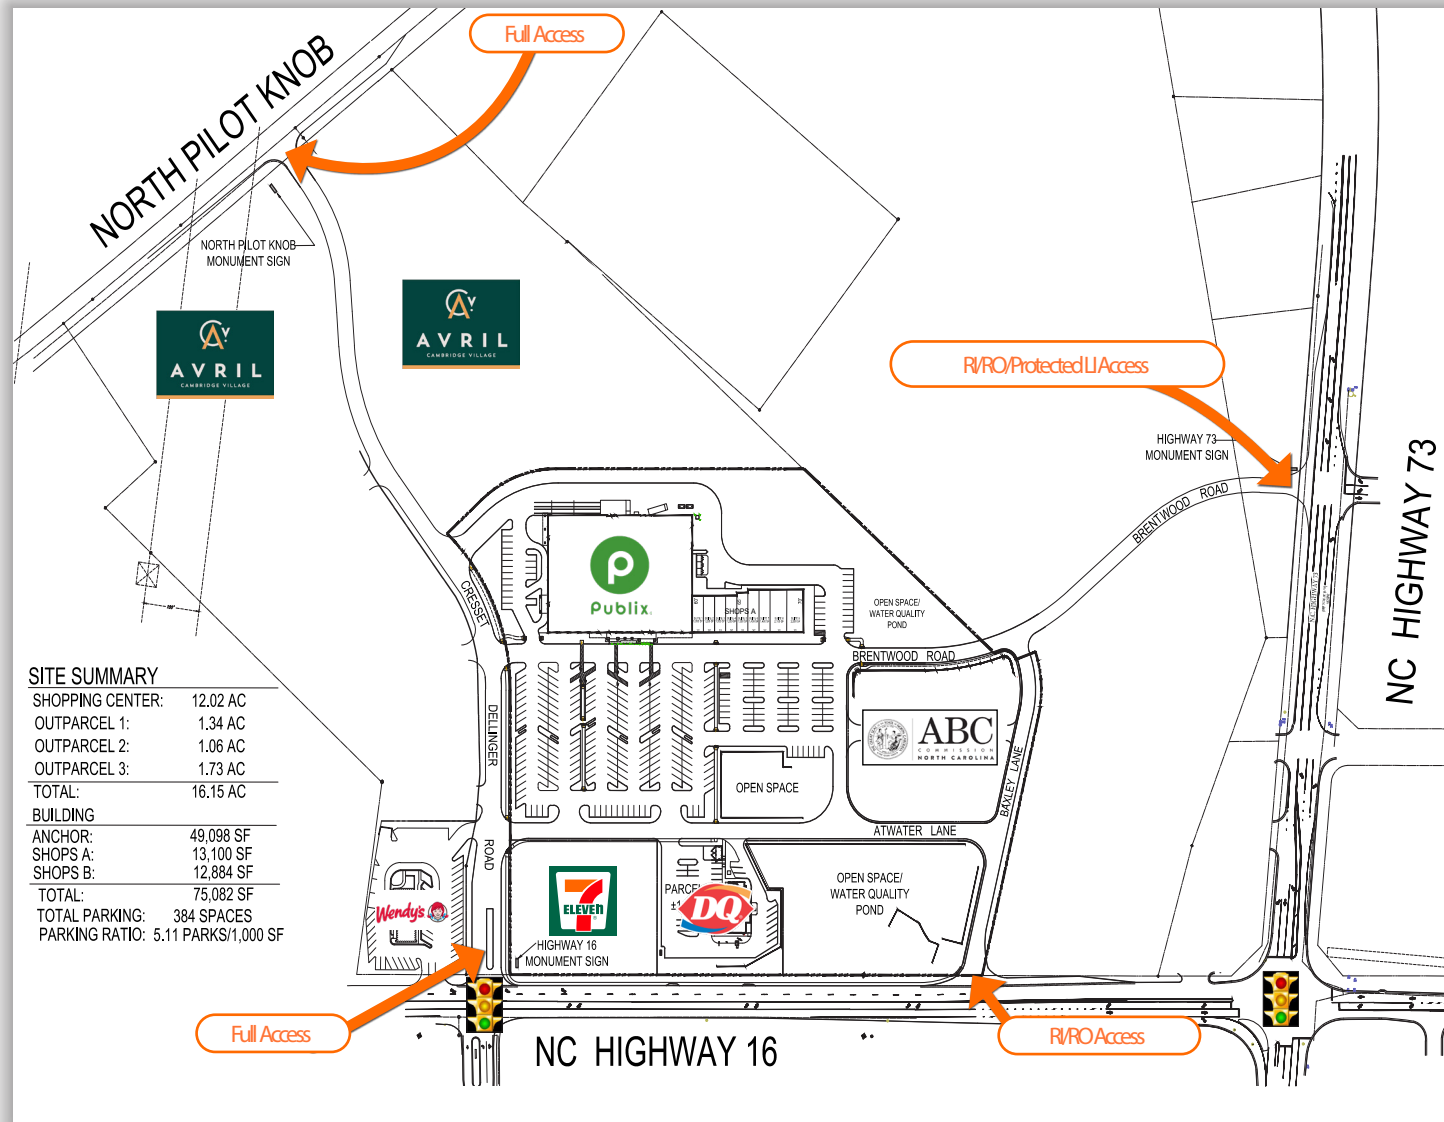 Full Access
NORTH PILOT KNOB
NORTH PILOT KNOB
MONUMENT SIGN
AVRIL
CAMBRIDGE VILLAGE
AVRIL
CAMBRIDGE VILLAGE
RI/RO/Protected LI Access
HIGHWAY 73
MONUMENT SIGN
BRENTWOOD ROAD
NC HIGHWAY 73
NC HIGHWAY 73
Publix.
SHOPS A
CRESSET
OPEN SPACE/
WATER QUALITY
POND
BRENTWOOD ROAD
SITE SUMMARY
SHOPPING CENTER: 12.02 AC
OUTPARCEL 1: 1.34 AC
OUTPARCEL 2: 1.06 AC
OUTPARCEL 3: 1.73 AC
TOTAL: 16.15 AC
BUILDING
ANCHOR: 49,098 SF
SHOPS A: 13,100 SF
SHOPS B: 12,884 SF
TOTAL: 75,082 SF
TOTAL PARKING: 384 SPACES
PARKING RATIO: 5.11 PARKS/1,000 SF
DELLINGER
ROAD
ABC
COMMISSION
NORTH CAROLINA
BAXLEY LANE
OPEN SPACE
ATWATER LANE
Wendy's
7
ELEVEN
PARCE
DQ
OPEN SPACE/
WATER QUALITY
POND
HIGHWAY 16
MONUMENT SIGN
Full Access
RI/RO Access
NC HIGHWAY 16